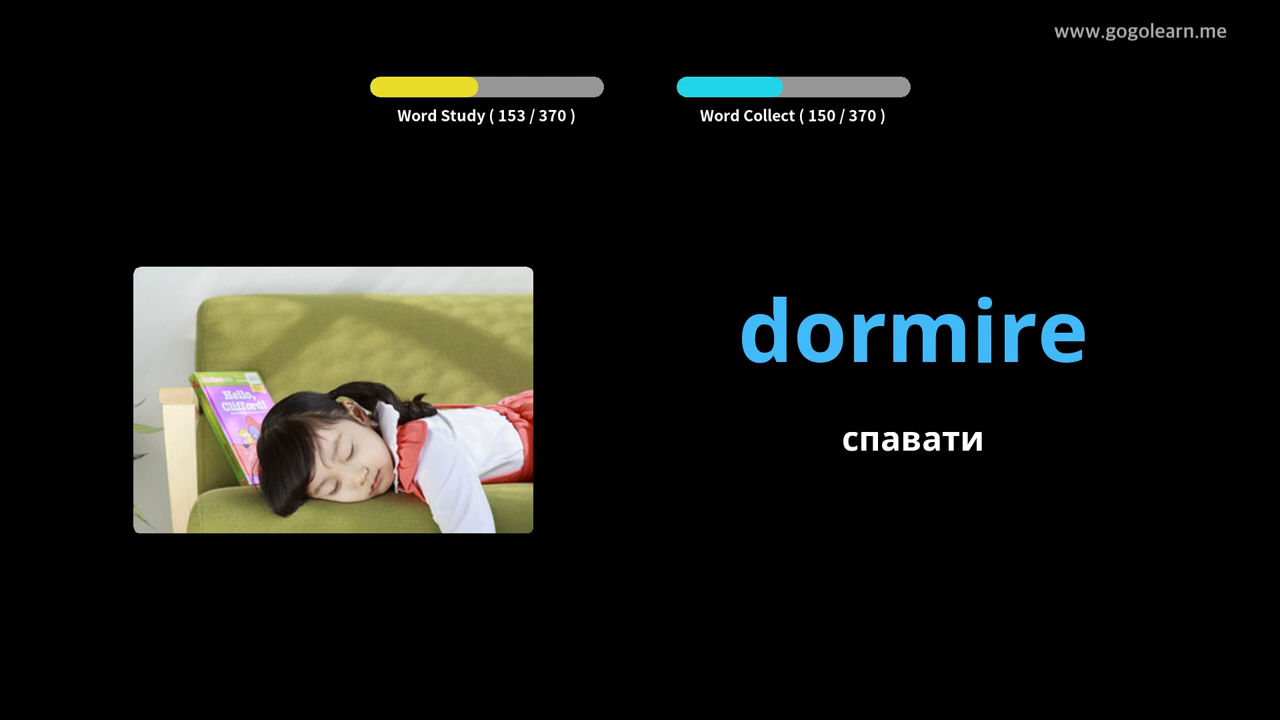 www.gogolearn.me
Word Study ( 153 / 370 )
Word Collect ( 150 / 370 )
Hello,
Clifford!
dormire
спавати